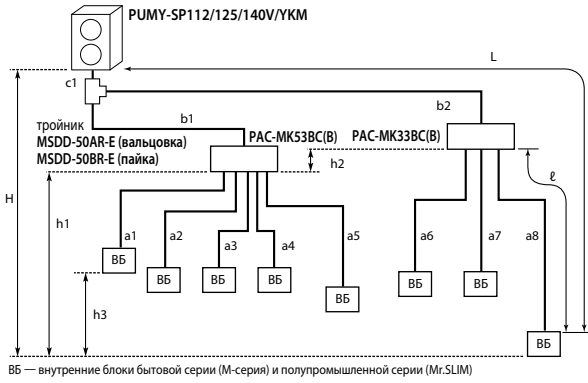 PUMY-SP112/125/140V/YKM
L
c1
b2
b1
тройник
MSDD-50AR-E (вальцовка)
MSDD-50BR-E (пайка)
PAC-MK53BC(B)
PAC-MK33BC(B)
h2
ℓ
H
h1
a1
a2
a3
a4
a5
a6
a7
a8
ВБ
ВБ
ВБ
ВБ
ВБ
ВБ
ВБ
h3
ВБ
ВБ — внутренние блоки бытовой серии (М-серия) и полупромышленной серии (Mr.SLIM)